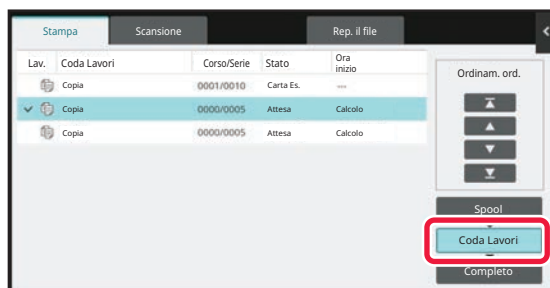 Stampa Scansione Rep. il file
Lav. Coda Lavori Corso/Serie Stato Ora inizio
Copia 0001/0010 Carta Es. ---
Copia 0000/0005 Attesa Calcolo
Copia 0000/0005 Attesa Calcolo
Ordinam. ord.
Spool
Coda Lavori
Completo